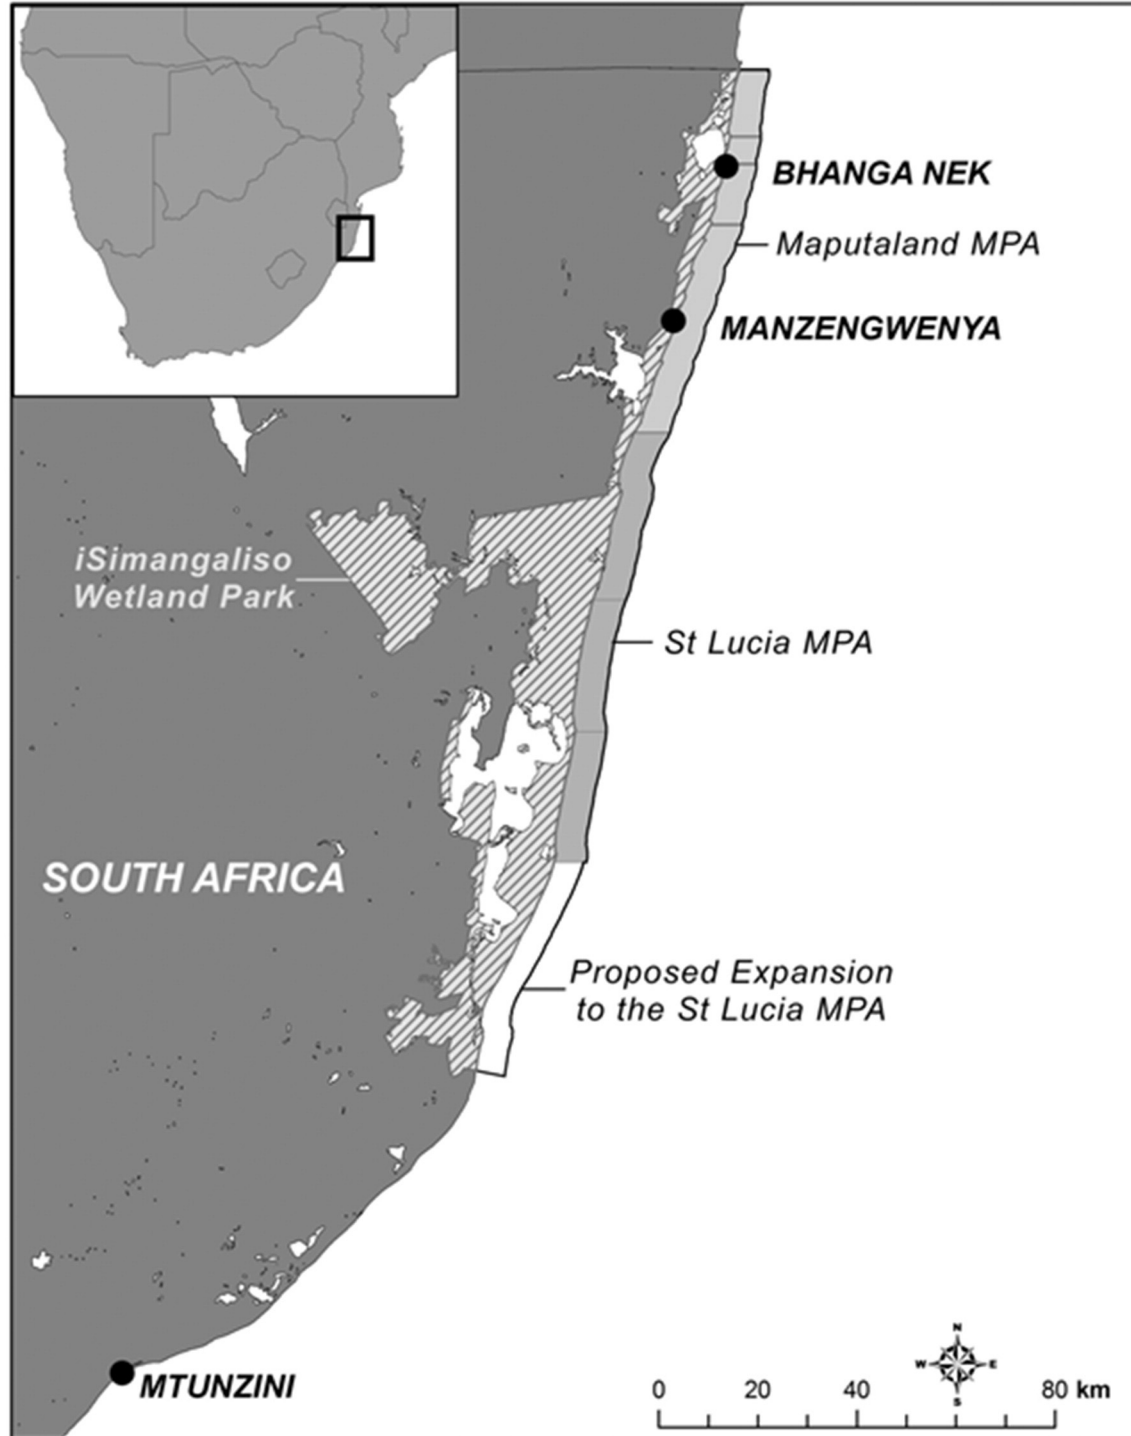 BHANGA NEK
Maputaland MPA
MANZENGWENYA
iSimangaliso
Wetland Park
St Lucia MPA
SOUTH AFRICA
Proposed Expansion
to the St Lucia MPA
MTUNZINI
N
W E
S
0 20 40 80 km